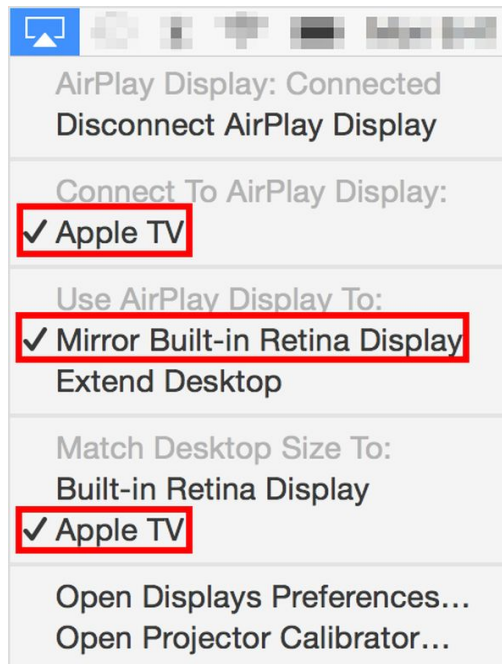 AirPlay Display: Connected
Disconnect AirPlay Display
Connect To AirPlay Display:
✓ Apple TV
Use AirPlay Display To:
✓ Mirror Built-in Retina Display
Extend Desktop
Match Desktop Size To:
Built-in Retina Display
✓ Apple TV
Open Displays Preferences...
Open Projector Calibrator...